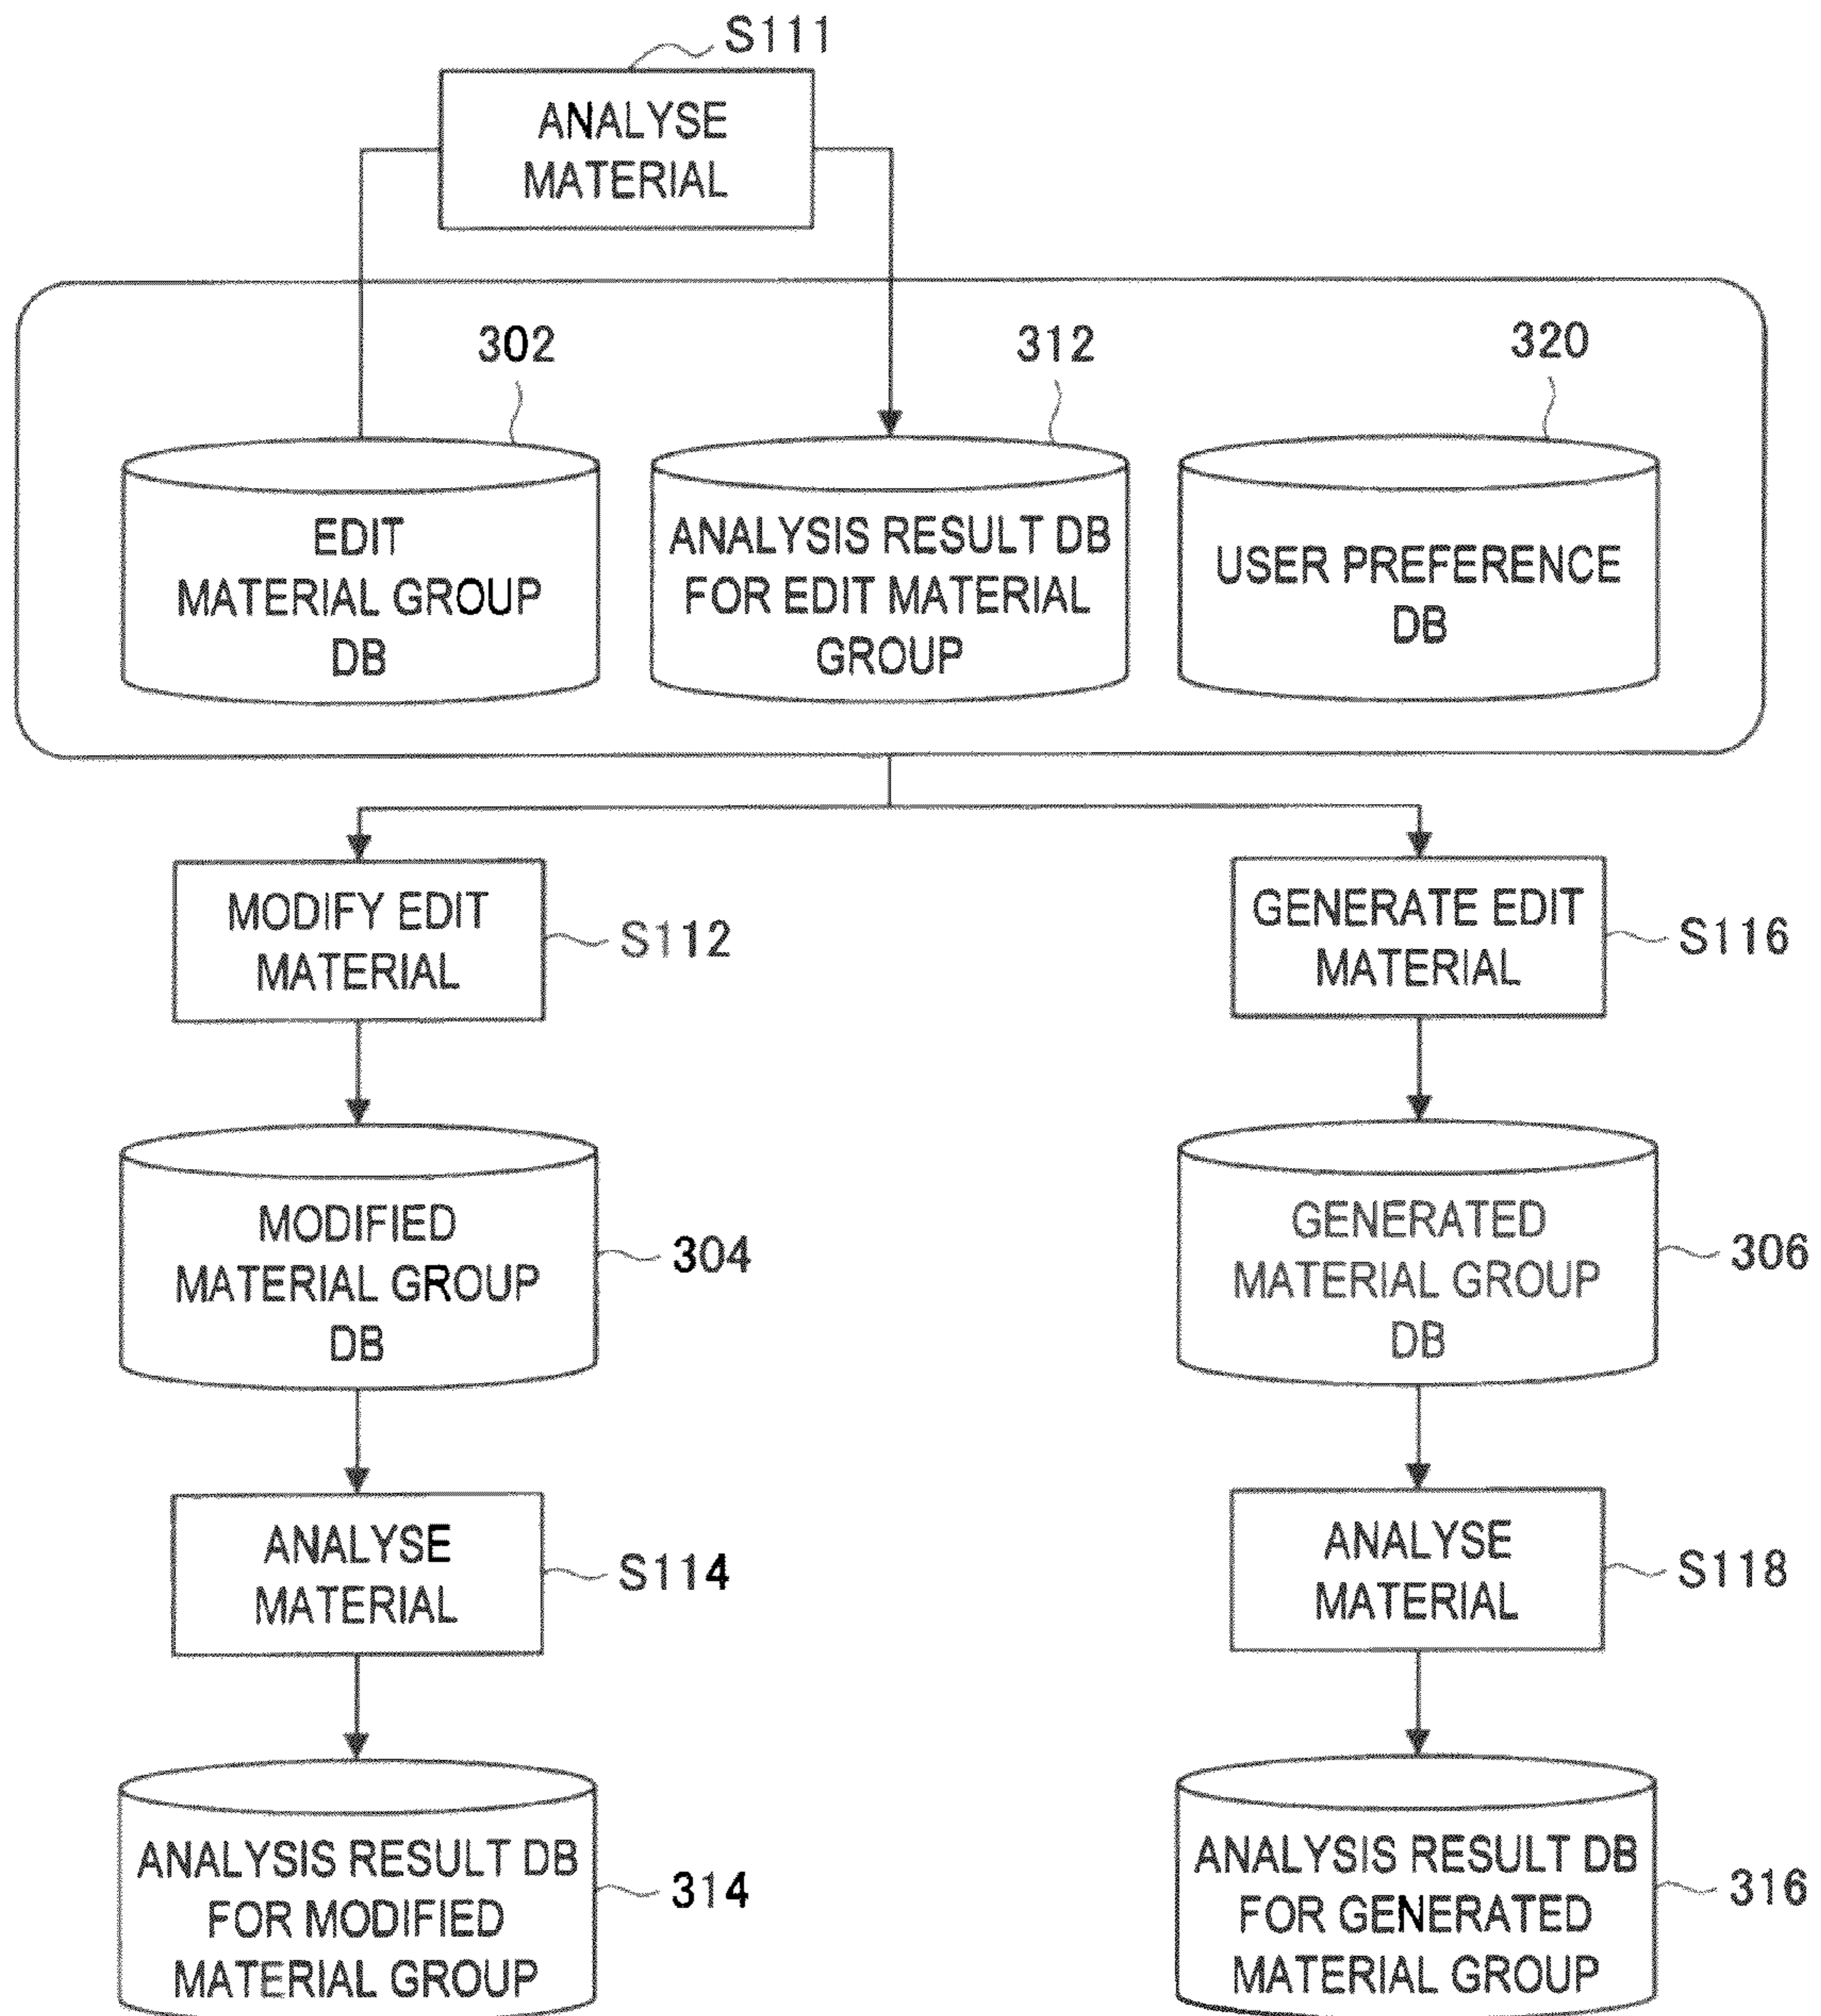 S111
ANALYSE
MATERIAL
302
312
320
EDIT
MATERIAL GROUP
DB
ANALYSIS RESULT DB
FOR EDIT MATERIAL
GROUP
USER PREFERENCE
DB
MODIFY EDIT
MATERIAL
S112
GENERATE EDIT
MATERIAL
S116
MODIFIED
MATERIAL GROUP
DB
304
GENERATED
MATERIAL GROUP
DB
306
ANALYSE
MATERIAL
S114
ANALYSE
MATERIAL
S118
ANALYSIS RESULT DB
FOR MODIFIED
MATERIAL GROUP
314
ANALYSIS RESULT DB
FOR GENERATED
MATERIAL GROUP
316